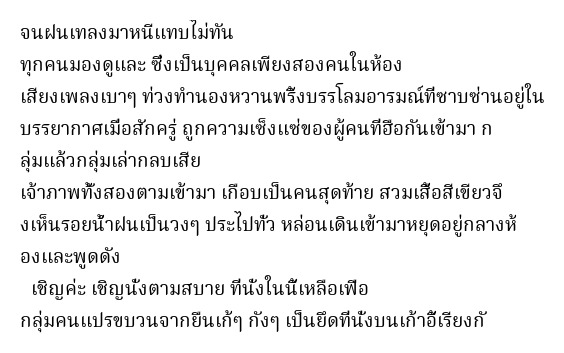 จนฝนเทลงมาหนีแทบไม่ทัน
ทุกคนมองดูและ ซึ่งเป็นบุคคลเพียงสองคนในห้อง
เสียงเพลงเบาๆ ท่วงทำนองหวานพริ้งบรรโลมอารมณ์ที่ซาบซ่านอยู่ใน
บรรยากาศเมื่อสักครู่ ถูกความเซ็งแซ่ของผู้คนที่ฮือกันเข้ามา ก
ลุ่มแล้วกลุ่มเล่ากลบเสีย
เจ้าภาพทั้งสองตามเข้ามา เกือบเป็นคนสุดท้าย สวมเสื้อสีเขียวจึ
งเห็นรอยน้ำฝนเป็นวงๆ ประไปทั่ว หล่อนเดินเข้ามาหยุดอยู่กลางห้
องและพูดดัง
เชิญค่ะ เชิญนั่งตามสบาย ที่นั่งในนี้เหลือเฟือ
กลุ่มคนแปรขบวนจากยืนเก้ๆ กังๆ เป็นยึดที่นั่งบนเก้าอี้เรียงกั